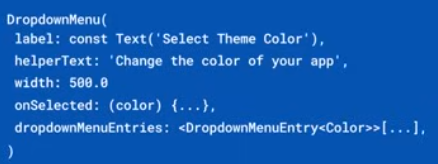 DropdownMenu(
label: const Text('Select Theme Color'),
helperText: 'Change the color of your app',
width: 500.0
onSelected: (color) {...},
dropdownMenuEntries: <DropdownMenuEntry<Color>>[...],
)